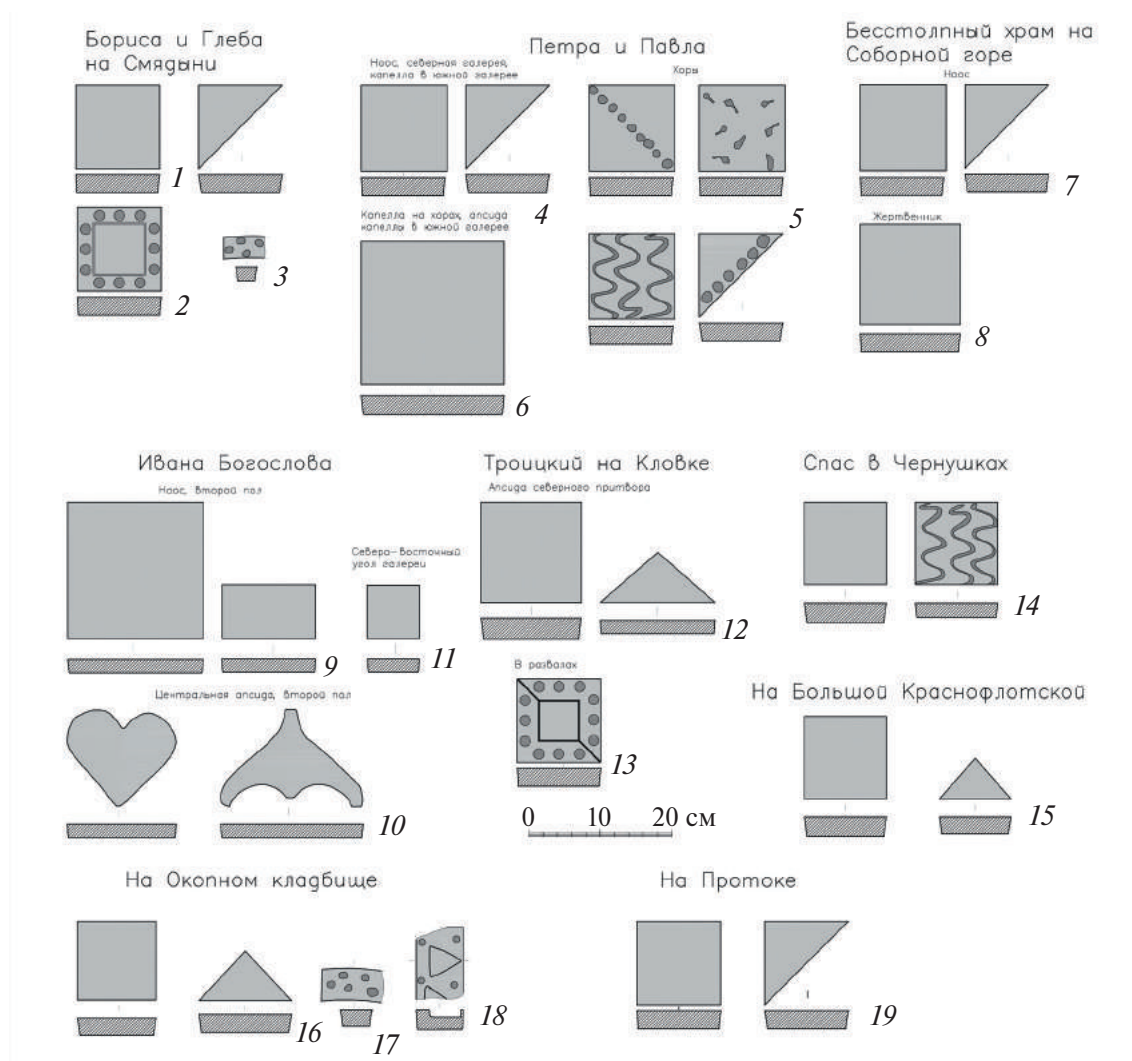 Бориса и Глеба
на Смядыни
Петра и Павла
Бесстолпный храм на
Соборной горе
Наос, северная галерея,
капелла в южной галерее
Хоры
Наос
1
4
5
7
Капелла на хорах, апсида
капеллы в южной галерее
Жертвенник
2
3
6
8
Ивана Богослова
Троицкий на Кловке
Спас в Чернушках
Наос, второй пол
Апсида северного притвора
Северо-восточный
угол галереи
9
11
12
14
Центральная апсида, второй пол
В развалах
На Большой Краснофлотской
10
13
15
0 10 20 см
На Окопном кладбище
На Протоке
16
17
18
19